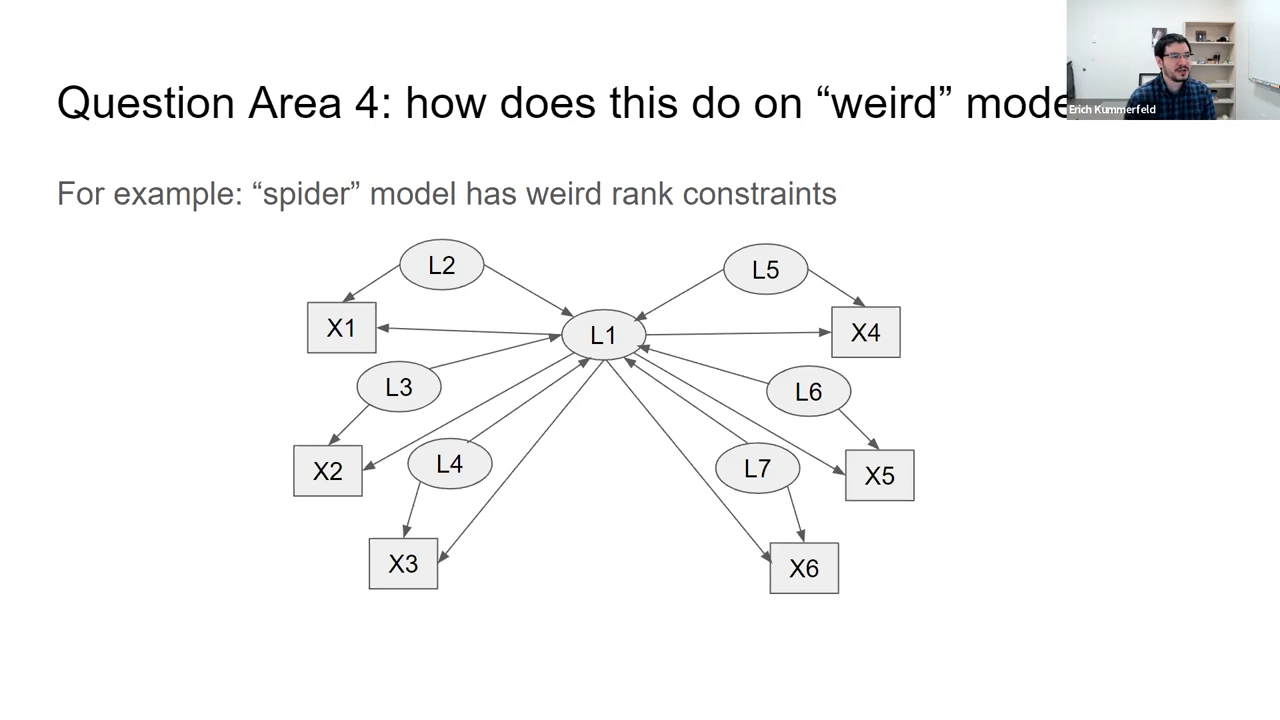 Question Area 4: how does this do on “weird” mode
Erich Kummerfeld
For example: “spider” model has weird rank constraints
L2
L5
X1
L1
X4
L3
L6
X2
L4
L7
X5
X3
X6